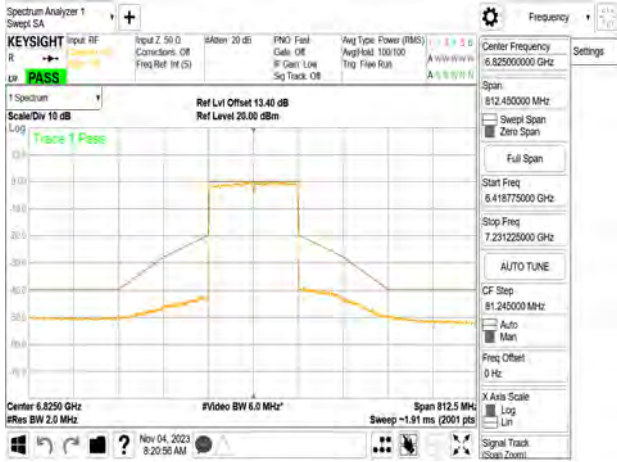 Spectrum Analyzer 1
Swept SA
+
Frequency
KEYSIGHT
Input: RF
Input Z: 50 Ω
#Atten: 20 dB
PNO: Fast
Avg Type: Power (RMS)
R
Corrections: Off
Gate: Off
Avg|Hold: 100/100
Freq Ref: Int (S)
IF Gain: Low
Trig: Free Run
Sig Track: Off
PASS
1 Spectrum
Ref Lvl Offset 13.40 dB
Scale/Div 10 dB
Ref Level 20.00 dBm
Log
Trace 1 Pass
Center 6.8250 GHz
#Video BW 6.0 MHz*
Span 812.5 MHz
#Res BW 2.0 MHz
Sweep ~1.91 ms (2001 pts
Nov 04, 2023
8:20:56 AM
?
Center Frequency
6.825000000 GHz
Settings
Span
812.450000 MHz
Swept Span
Zero Span
Full Span
Start Freq
6.418775000 GHz
Stop Freq
7.231225000 GHz
AUTO TUNE
CF Step
81.245000 MHz
Auto
Man
Freq Offset
0 Hz
X Axis Scale
Log
Lin
Signal Track
(Span Zoom)